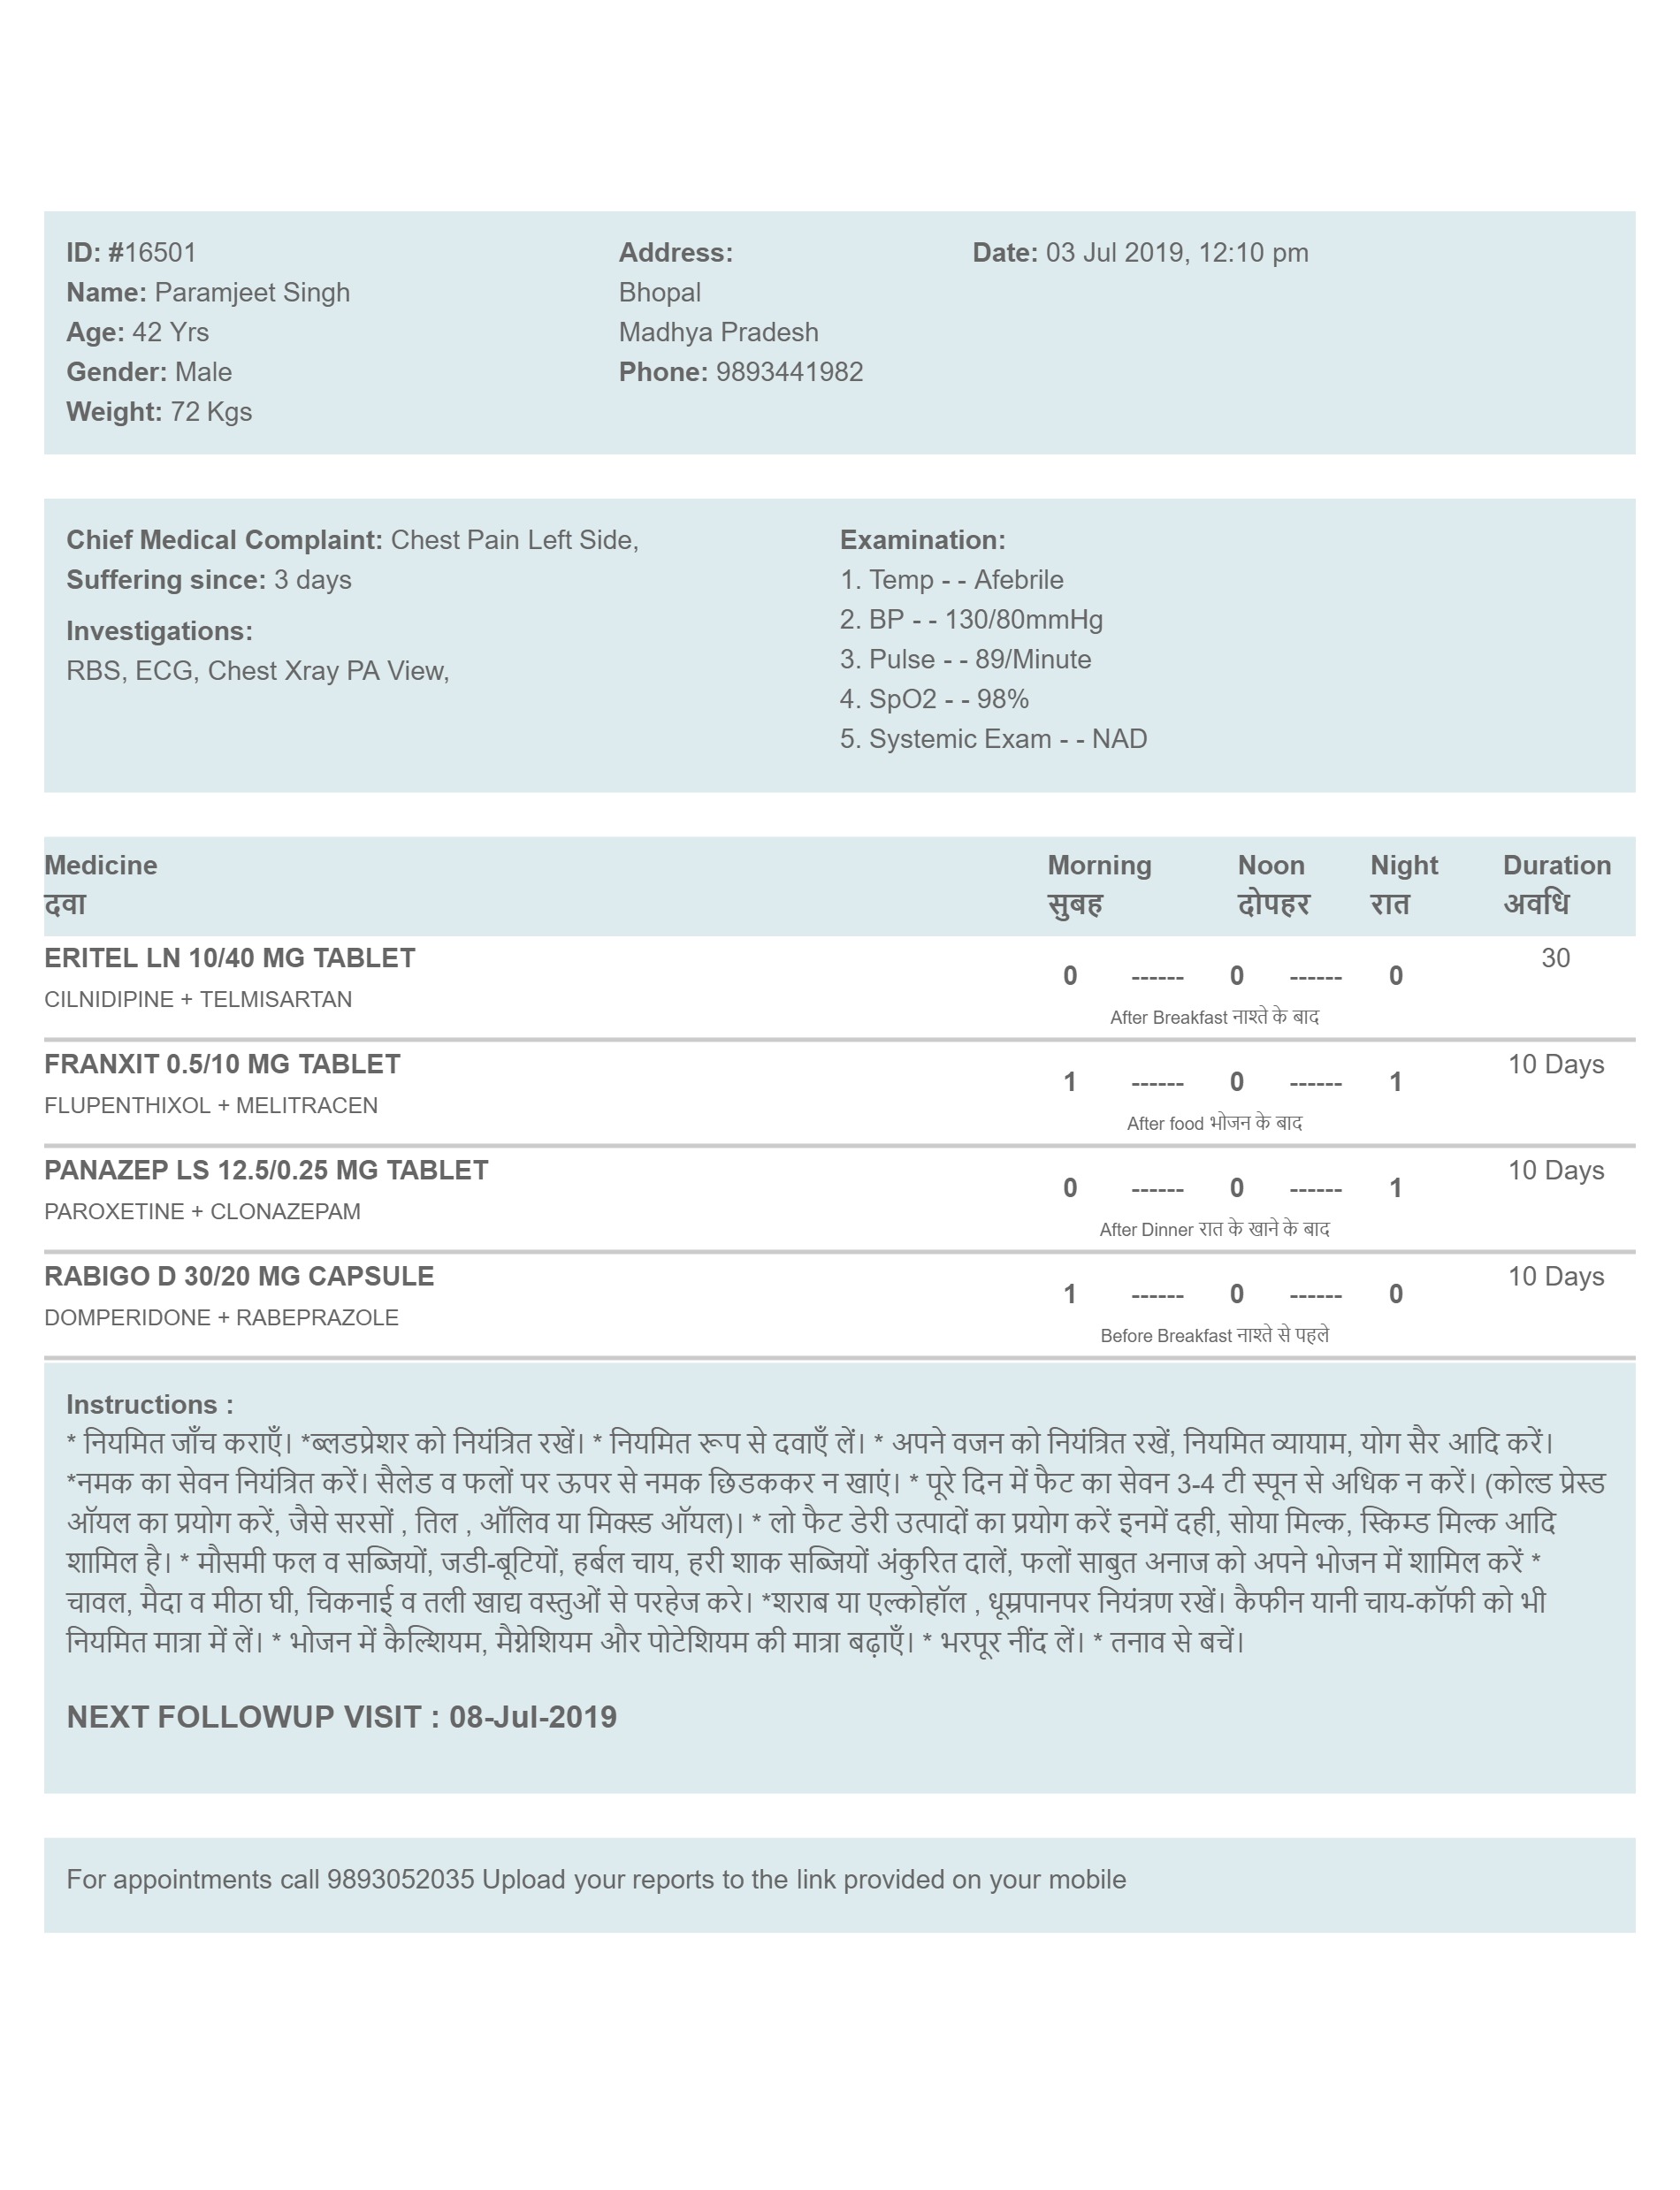 ID: #16501
Name: Paramjeet Singh
Age: 42 Yrs
Gender: Male
Weight: 72 Kgs
Address:
Bhopal
Madhya Pradesh
Phone: 9893441982
Date: 03 Jul 2019, 12:10 pm
Chief Medical Complaint: Chest Pain Left Side,
Suffering since: 3 days
Investigations:
RBS, ECG, Chest Xray PA View,
Examination:
1. Temp - - Afebrile
2. BP - - 130/80mmHg
3. Pulse - - 89/Minute
4. SpO2 - - 98%
5. Systemic Exam - - NAD
Medicine Morning Noon Night Duration
दवा सुबह दोपहर रात अवधि
ERITEL LN 10/40 MG TABLET 30
0 ------ 0 ------ 0
CILNIDIPINE + TELMISARTAN
After Breakfast नाश्ते के बाद
FRANXIT 0.5/10 MG TABLET 10 Days
1 ------ 0 ------ 1
FLUPENTHIXOL + MELITRACEN
After food भोजन के बाद
PANAZEP LS 12.5/0.25 MG TABLET 10 Days
0 ------ 0 ------ 1
PAROXETINE + CLONAZEPAM
After Dinner रात के खाने के बाद
RABIGO D 30/20 MG CAPSULE 10 Days
1 ------ 0 ------ 0
DOMPERIDONE + RABEPRAZOLE
Before Breakfast नाश्ते से पहले
Instructions :
* नियमित जाँच कराएँ। *ब्लडप्रेशर को नियंत्रित रखें। * नियमित रूप से दवाएँ लें। * अपने वजन को नियंत्रित रखें, नियमित व्यायाम, योग सैर आदि करें।
*नमक का सेवन नियंत्रित करें। सैलेड व फलों पर ऊपर से नमक छिडककर न खाएं। * पूरे दिन में फैट का सेवन 3-4 टी स्पून से अधिक न करें। (कोल्ड प्रेस्ड
ऑयल का प्रयोग करें, जैसे सरसों , तिल , ऑलिव या मिक्स्ड ऑयल)। * लो फैट डेरी उत्पादों का प्रयोग करें इनमें दही, सोया मिल्क, स्किम्ड मिल्क आदि
शामिल है। * मौसमी फल व सब्जियों, जडी-बूटियों, हर्बल चाय, हरी शाक सब्जियों अंकुरित दालें, फलों साबुत अनाज को अपने भोजन में शामिल करें *
चावल, मैदा व मीठा घी, चिकनाई व तली खाद्य वस्तुओं से परहेज करे। *शराब या एल्कोहॉल , धूम्रपानपर नियंत्रण रखें। कैफीन यानी चाय-कॉफी को भी
नियमित मात्रा में लें। * भोजन में कैल्शियम, मैग्नेशियम और पोटेशियम की मात्रा बढ़ाएँ। * भरपूर नींद लें। * तनाव से बचें।
NEXT FOLLOWUP VISIT : 08-Jul-2019
For appointments call 9893052035 Upload your reports to the link provided on your mobile